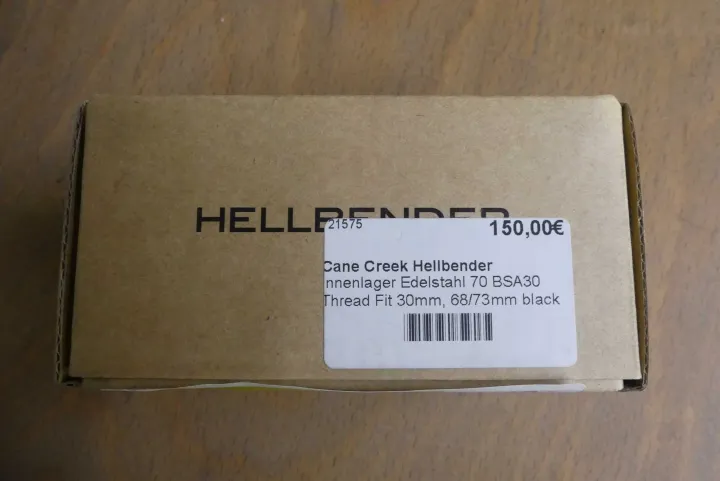 HELLBENDER
21575 150,00€
Cane Creek Hellbender
nnenlager Edelstahl 70 BSA30
Thread Fit 30mm, 68/73mm black